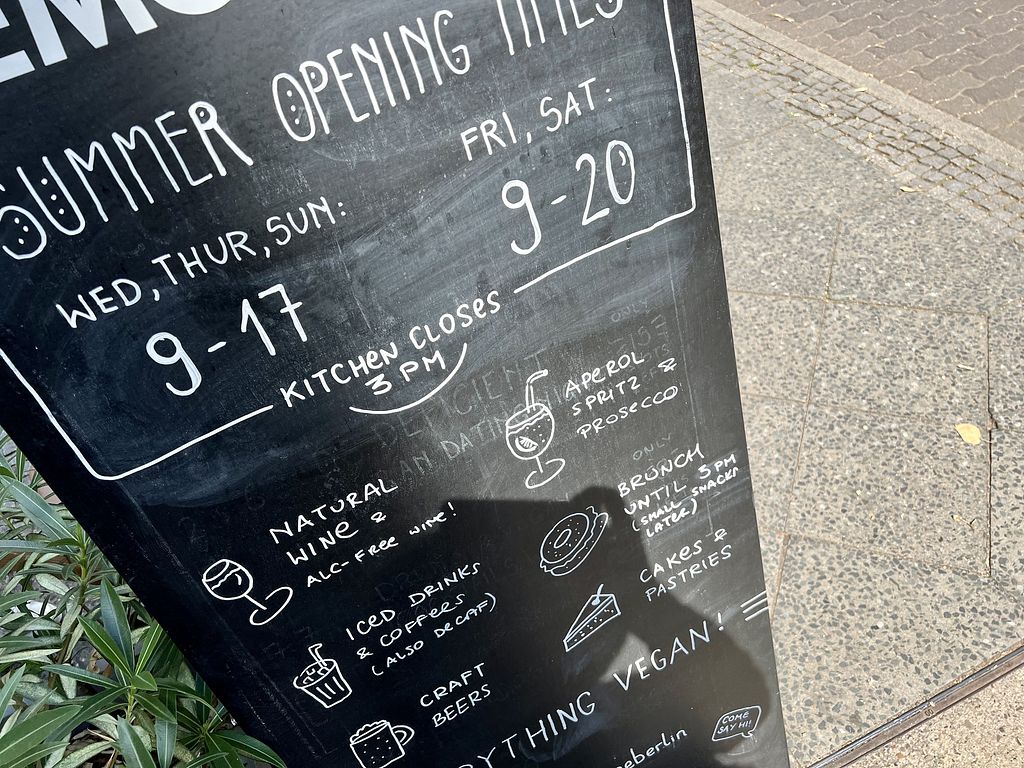 SUMMER OPENING TIMES
WED, THUR, SUN:
9-17
FRI, SAT:
9-20
KITCHEN CLOSES
3 PM
NATURAL
WINE &
ALC-FREE WINE!
ICED DRINKS
& COFFEES
(ALSO DECAF)
CRAFT
BEERS
APEROL
SPRITZ &
PROSECCO
ONLY
BRUNCH
UNTIL 3PM
(SMALL SNACKS
LATER)
CAKES &
PASTRIES
VEGAN!
COME
SAY HI!